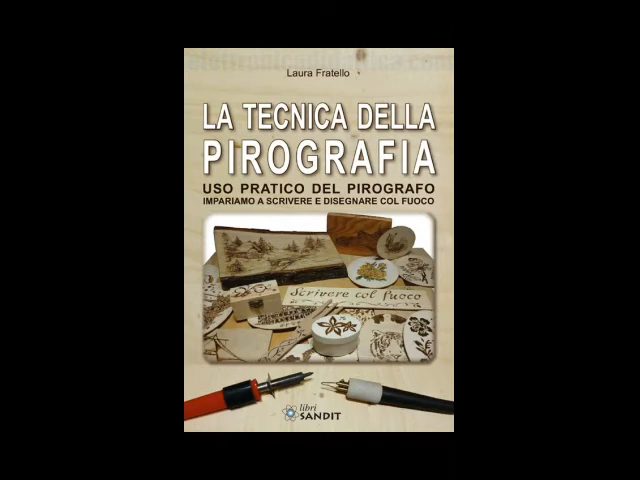 Laura Fratello
LA TECNICA DELLA
PIROGRAFIA
USO PRATICO DEL PIROGRAFO
IMPARIAMO A SCRIVERE E DISEGNARE COL FUOCO
Scrivere col fuoco
libri
SANDIT